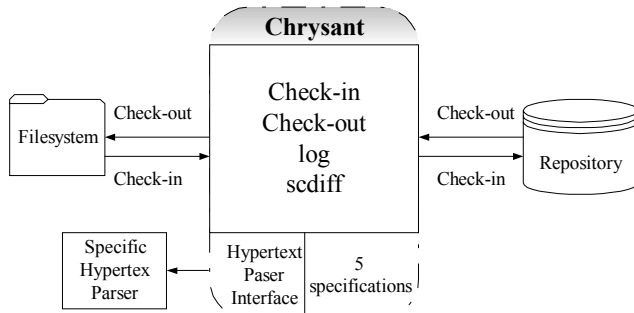 Chrysant
Check-in
Check-out
log
scdiff
Filesystem
Check-out
Check-in
Check-out
Check-in
Repository
Specific
Hypertex
Parser
Hypertext
Paser
Interface
5
specifications